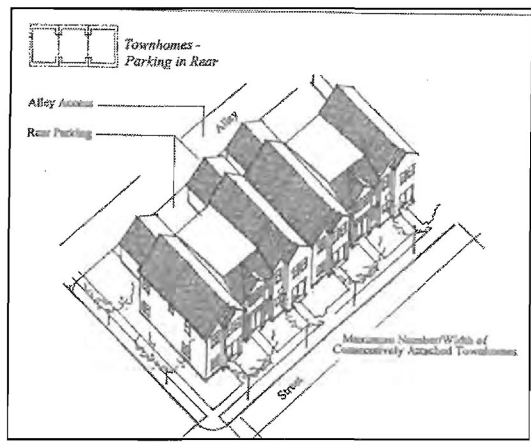 Townhomes -
Parking in Rear
Alley Access
Alley
Rear Parking
Maximum Number/Width of
Consecutively Attached Townhomes
Street